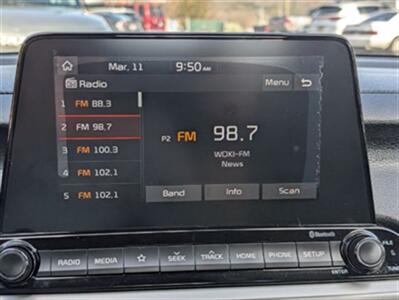 Mar. 11 9:50 AM
Radio Menu
1 FM 88.3
2 FM 98.7
3 FM 100.3
4 FM 102.1
5 FM 102.1
P2 FM 98.7
WOKI-FM
News
Band Info Scan
Bluetooth
RADIO MEDIA SEEK TRACK HOME PHONE SETUP
FILE